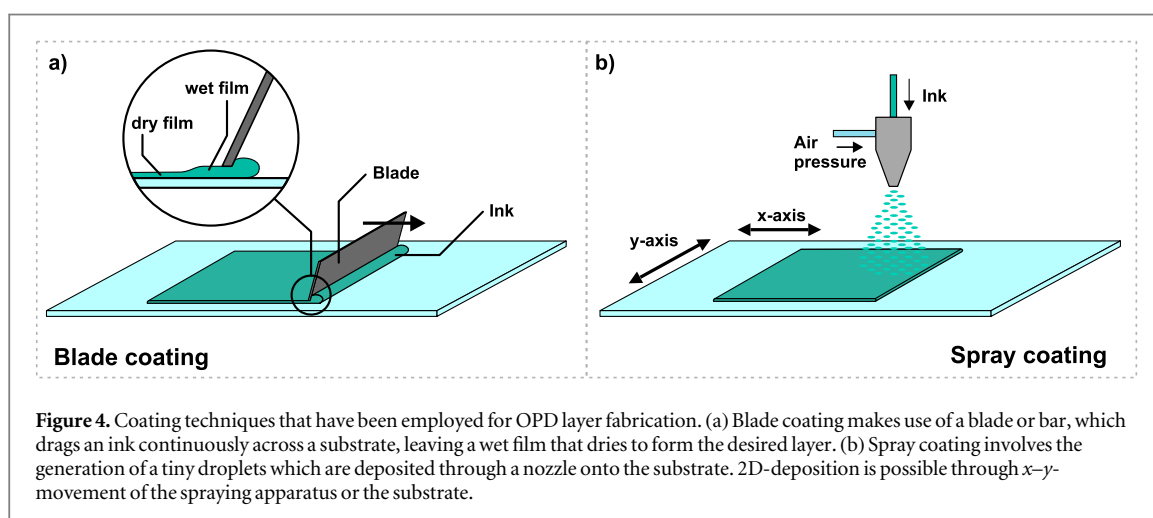 a)
wet film
dry film
Blade
Ink
Blade coating
b)
Ink
Air
pressure
x-axis
y-axis
Spray coating
Figure 4. Coating techniques that have been employed for OPD layer fabrication. (a) Blade coating makes use of a blade or bar, which
drags an ink continuously across a substrate, leaving a wet film that dries to form the desired layer. (b) Spray coating involves the
generation of a tiny droplets which are deposited through a nozzle onto the substrate. 2D-deposition is possible through x–y-
movement of the spraying apparatus or the substrate.